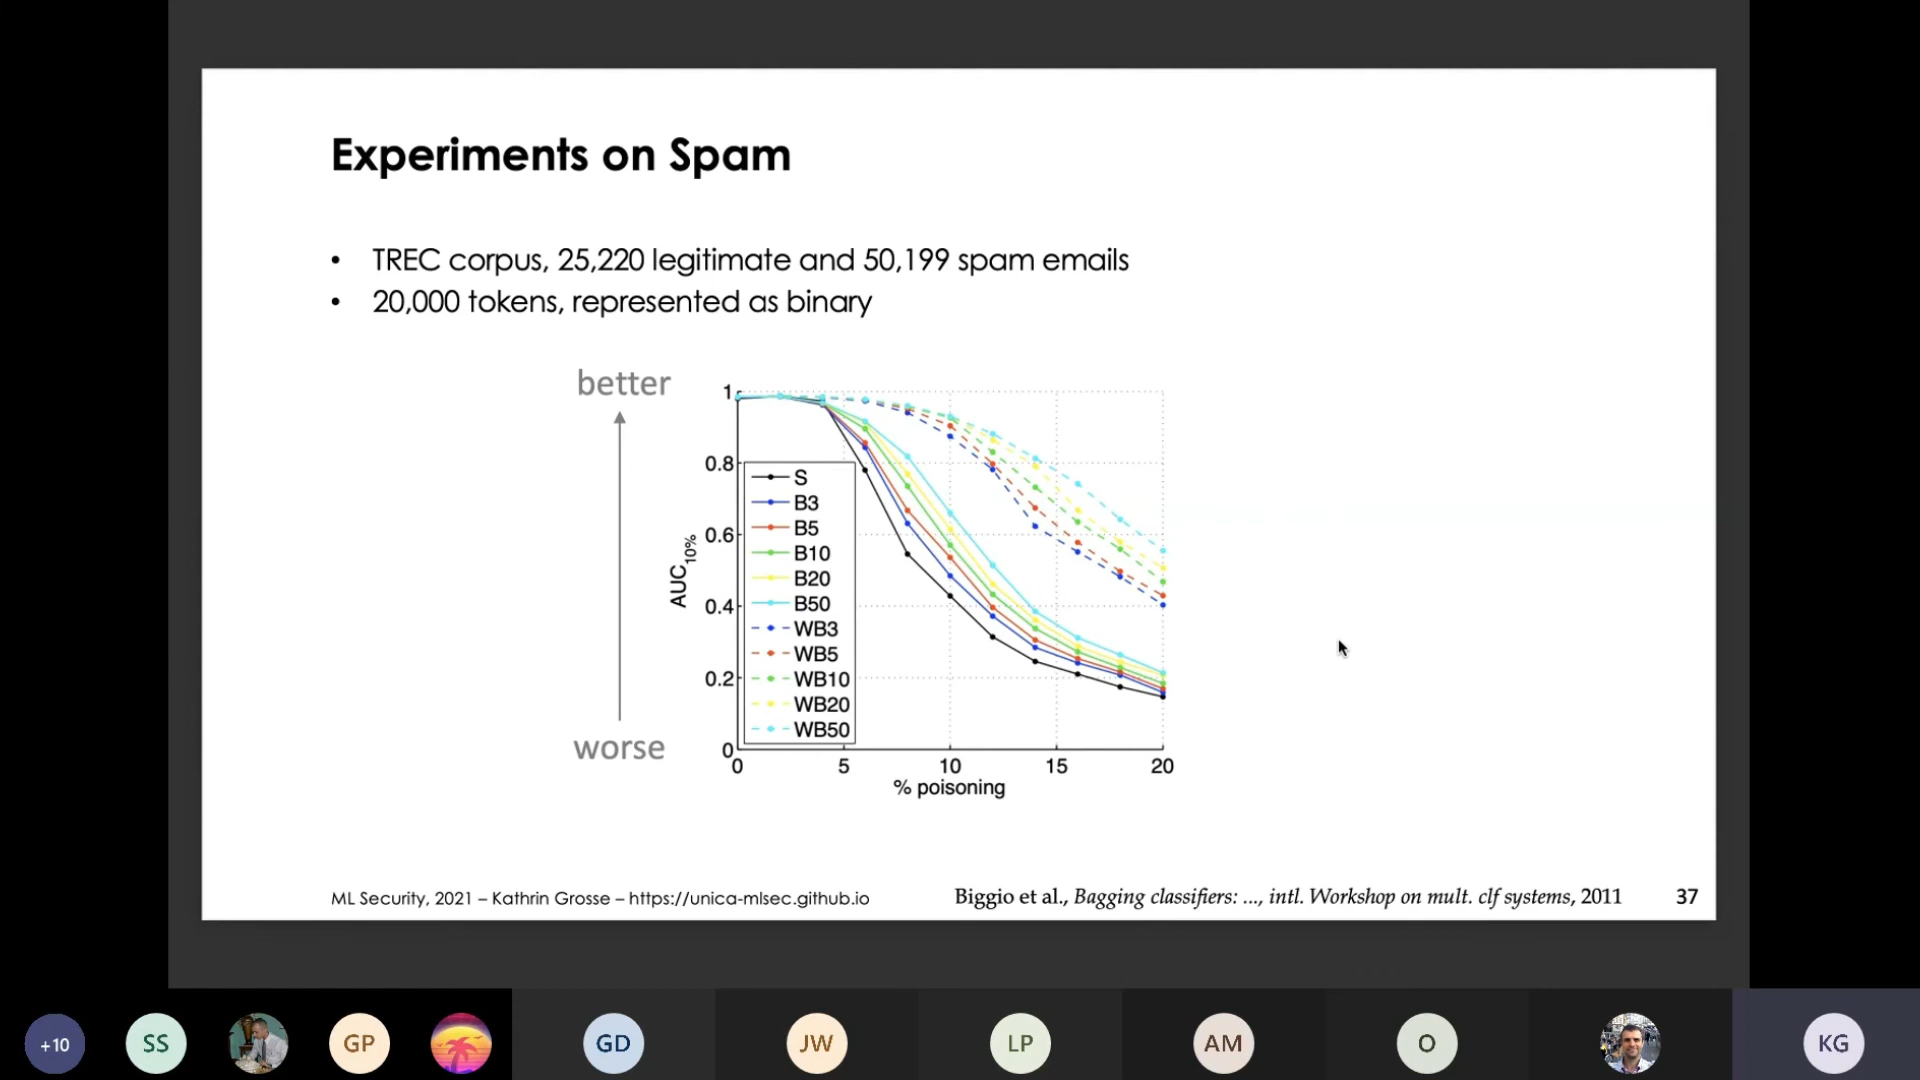 Experiments on Spam
• TREC corpus, 25,220 legitimate and 50,199 spam emails
• 20,000 tokens, represented as binary
better
worse
1
0.8
0.6
0.4
0.2
0
AUC10%
S
B3
B5
B10
B20
B50
WB3
WB5
WB10
WB20
WB50
0 5 10 15 20
% poisoning
ML Security, 2021 – Kathrin Grosse – https://unica-mlsec.github.io
Biggio et al., Bagging classifiers: ..., intl. Workshop on mult. clf systems, 2011
37
+10 SS GP GD JW LP AM O KG